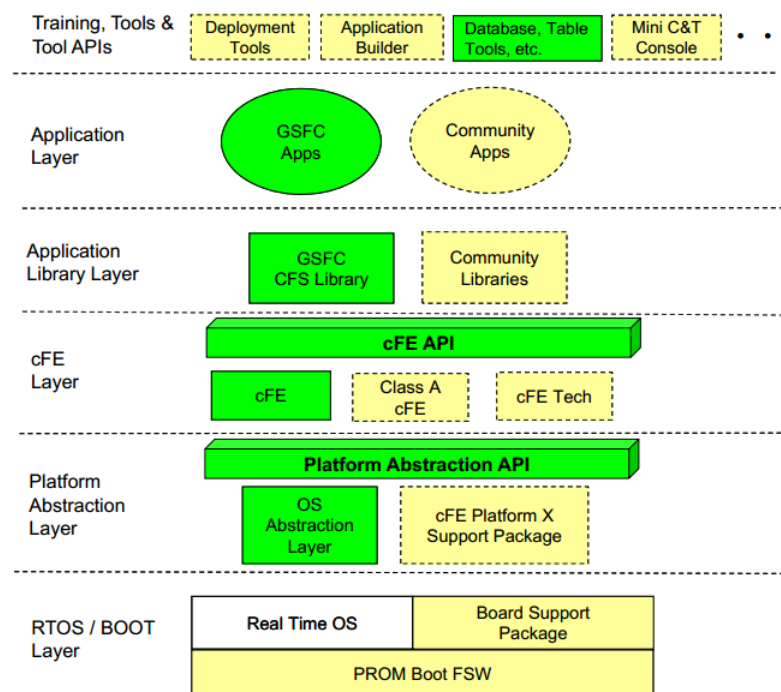 Training, Tools &
Tool APIs
Deployment
Tools
Application
Builder
Database, Table
Tools, etc.
Mini C&T
Console
• •
Application
Layer
GSFC
Apps
Community
Apps
Application
Library Layer
GSFC
CFS Library
Community
Libraries
cFE
Layer
cFE API
cFE
Class A
cFE
cFE Tech
Platform
Abstraction
Layer
Platform Abstraction API
OS
Abstraction
Layer
cFE Platform X
Support Package
RTOS / BOOT
Layer
Real Time OS
Board Support
Package
PROM Boot FSW